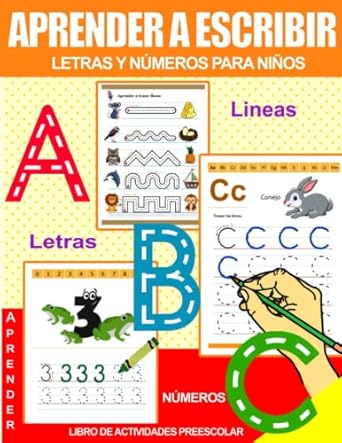 APRENDER A ESCRIBIR
LETRAS Y NÚMEROS PARA NIÑOS
Aprender a trazar líneas
Lineas
A
Aa Bb Cc Dd Ee Ff Gg Hh Ii
Cc
Conejo
Trazar las letras
C C C C
C
Letras
B
0 1 2 3 4 5 6 7 8
3
3 3 3 3
3
C
APRENDER
NÚMEROS
LIBRO DE ACTIVIDADES PREESCOLAR